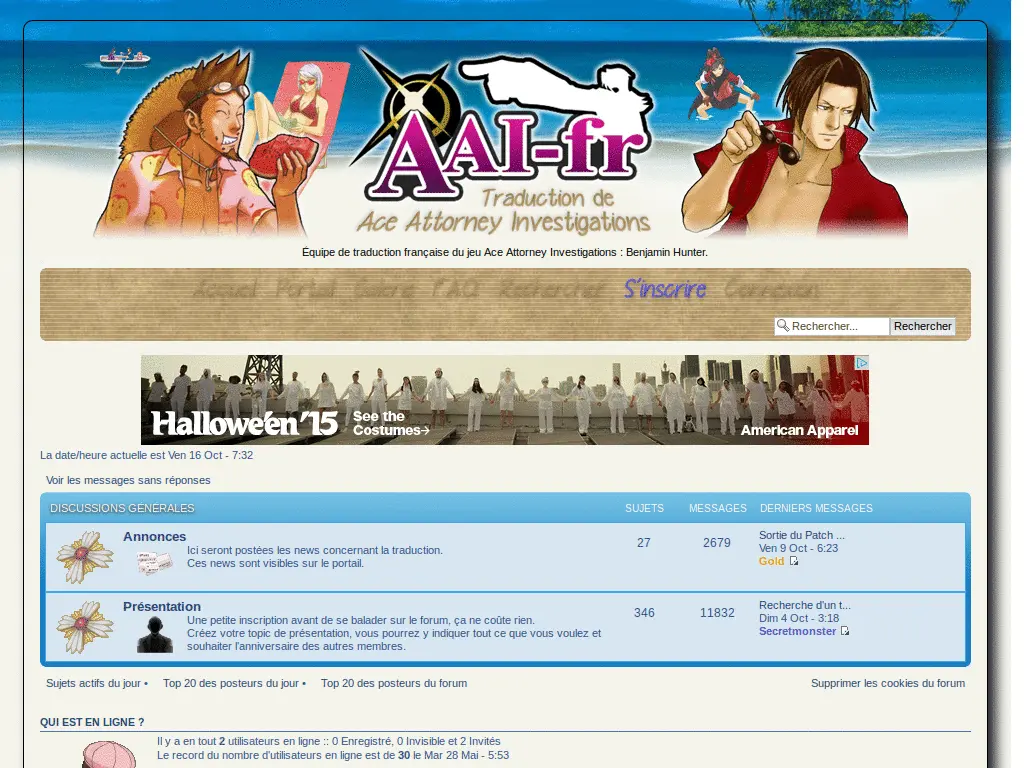 AAI-fr
Traduction de
Ace Attorney Investigations
Équipe de traduction française du jeu Ace Attorney Investigations : Benjamin Hunter.
Accueil Portail FAQ Rechercher S'inscrire Connexion
Rechercher... Rechercher
Halloween '15 See the
Costumes→
American Apparel
La date/heure actuelle est Ven 16 Oct - 7:32
Voir les messages sans réponses
DISCUSSIONS GÉNÉRALES SUJETS MESSAGES DERNIERS MESSAGES
Annonces
Ici seront postées les news concernant la traduction.
Ces news sont visibles sur le portail.
27 2679
Sortie du Patch ...
Ven 9 Oct - 6:23
Gold
Présentation
Une petite inscription avant de se balader sur le forum, ça ne coûte rien.
Créez votre topic de présentation, vous pourrez y indiquer tout ce que vous voulez et
souhaiter l'anniversaire des autres membres.
346 11832
Recherche d'un t...
Dim 4 Oct - 3:18
Secretmonster
Sujets actifs du jour • Top 20 des posteurs du jour • Top 20 des posteurs du forum Supprimer les cookies du forum
QUI EST EN LIGNE ?
Il y a en tout 2 utilisateurs en ligne :: 0 Enregistré, 0 Invisible et 2 Invités
Le record du nombre d'utilisateurs en ligne est de 30 le Mar 28 Mai - 5:53